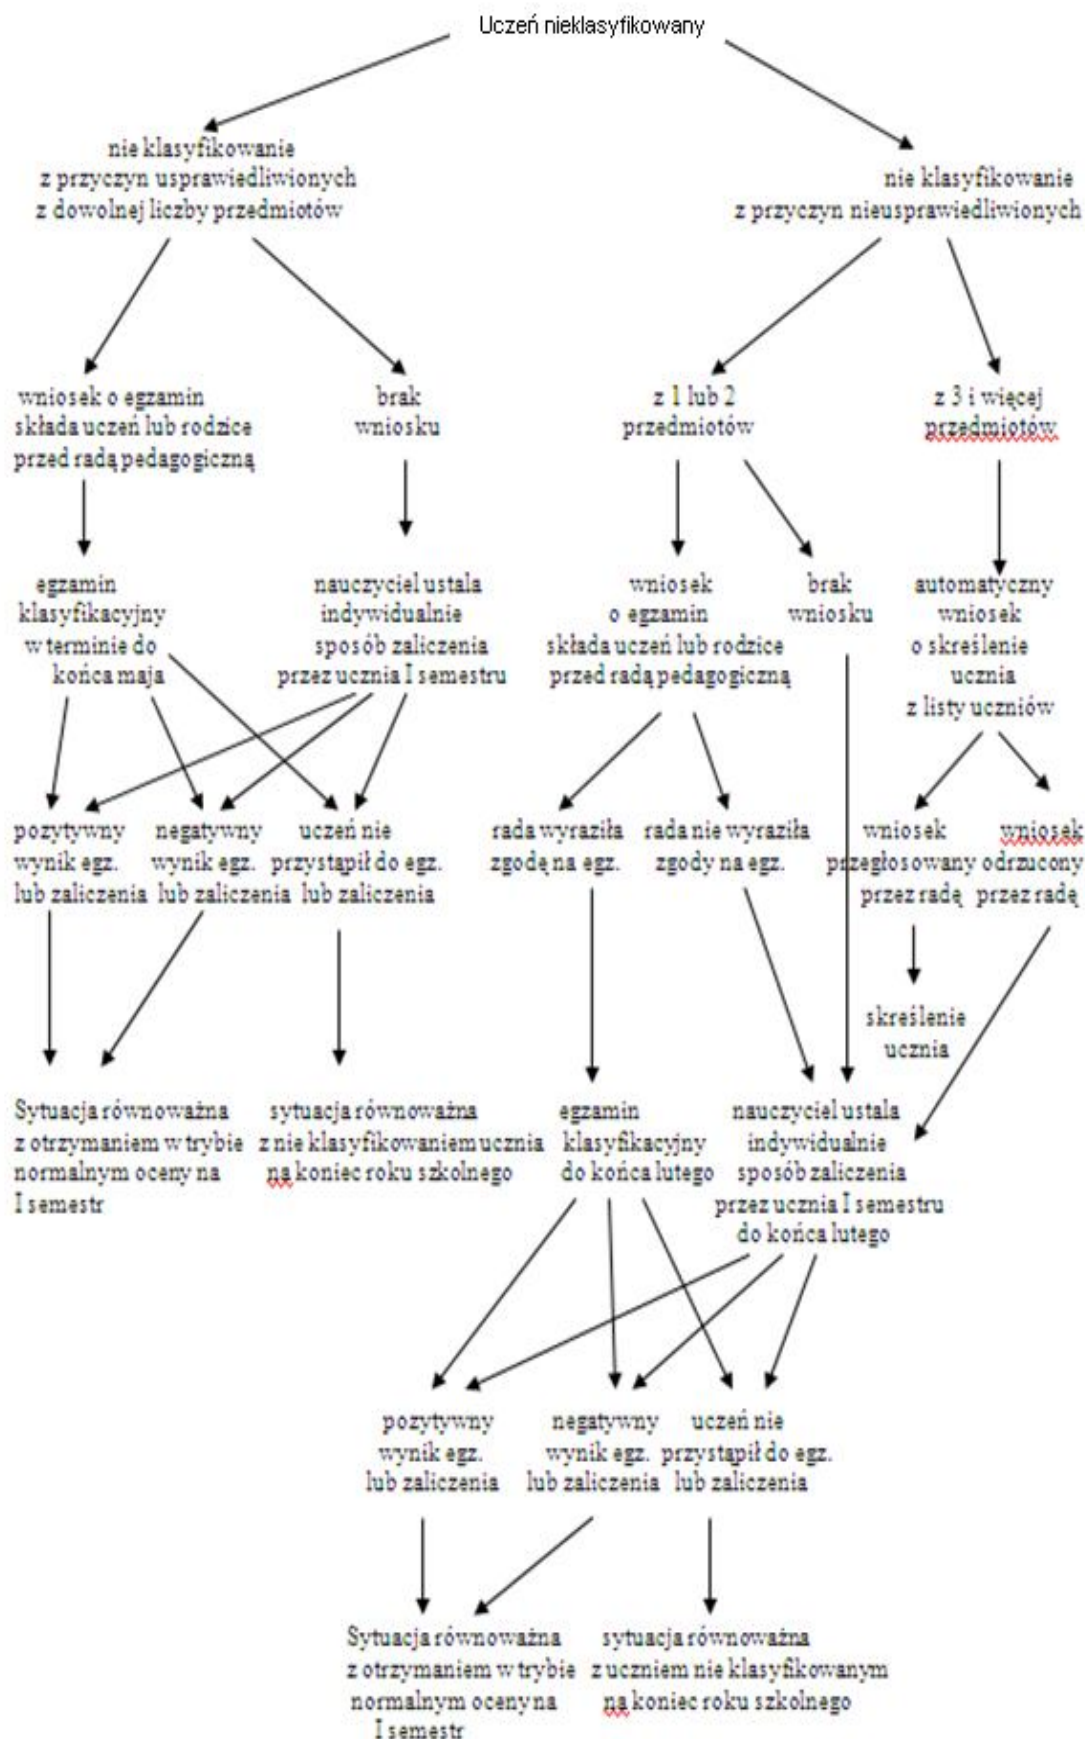 Uczeń nieklasyfikowany
nie klasyfikowanie
z przyczyn usprawiedliwionych
z dowolnej liczby przedmiotów
nie klasyfikowanie
z przyczyn nieusprawiedliwionych
wniosek o egzamin
składa uczeń lub rodzice
przed radą pedagogiczną
brak
wniosku
z 1 lub 2
przedmiotów
z 3 i więcej
przedmiotów
egzamin
klasyfikacyjny
w terminie do
końca maja
nauczyciel ustala
indywidualnie
sposób zaliczenia
przez ucznia I semestru
wniosek
o egzamin
składa uczeń lub rodzice
przed radą pedagogiczną
brak
wniosku
automatyczny
wniosek
o skreślenie
ucznia
z listy uczniów
pozytywny
wynik egz.
lub zaliczenia
negatywny
wynik egz.
lub zaliczenia
uczeń nie
przystąpił do egz.
lub zaliczenia
rada wyraziła
zgodę na egz.
rada nie wyraziła
zgody na egz.
wniosek
przegłosowany
przez radę
wniosek
odrzucony
przez radę
skreślenie
ucznia
Sytuacja równoważna
z otrzymaniem w trybie
normalnym oceny na
I semestr
sytuacja równoważna
z nie klasyfikowaniem ucznia
na koniec roku szkolnego
egzamin
klasyfikacyjny
do końca lutego
nauczyciel ustala
indywidualnie
sposób zaliczenia
przez ucznia I semestru
do końca lutego
pozytywny
wynik egz.
lub zaliczenia
negatywny
wynik egz.
lub zaliczenia
uczeń nie
przystąpił do egz.
lub zaliczenia
Sytuacja równoważna
z otrzymaniem w trybie
normalnym oceny na
I semestr
sytuacja równoważna
z uczniem nie klasyfikowanym
na koniec roku szkolnego